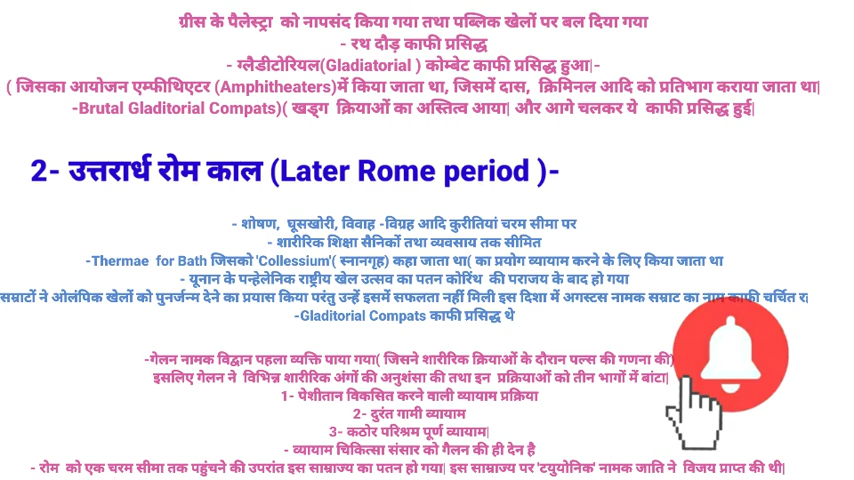 ग्रीस के पैलेस्ट्रा को नापसंद किया गया तथा पब्लिक खेलों पर बल दिया गया
- रथ दौड़ काफी प्रसिद्ध
- ग्लैडीटोरियल(Gladiatorial ) कोम्बेट काफी प्रसिद्ध हुआ|-
( जिसका आयोजन एम्फीथिएटर (Amphitheaters)में किया जाता था, जिसमें दास, क्रिमिनल आदि को प्रतिभाग कराया जाता था|
-Brutal Gladitorial Compats)( खड्ग क्रियाओं का अस्तित्व आया| और आगे चलकर ये काफी प्रसिद्ध हुई|
2- उत्तरार्ध रोम काल (Later Rome period )-
- शोषण, घूसखोरी, विवाह -विग्रह आदि कुरीतियां चरम सीमा पर
- शारीरिक शिक्षा सैनिकों तथा व्यवसाय तक सीमित
-Thermae for Bath जिसको 'Collessium'( स्नानगृह) कहा जाता था( का प्रयोग व्यायाम करने के लिए किया जाता था
- यूनान के पन्हेलेनिक राष्ट्रीय खेल उत्सव का पतन कोरिंथ की पराजय के बाद हो गया
सम्राटों ने ओलंपिक खेलों को पुनर्जन्म देने का प्रयास किया परंतु उन्हें इसमें सफलता नहीं मिली इस दिशा में अगस्टस नामक सम्राट का नाम काफी चर्चित
-Gladitorial Compats काफी प्रसिद्ध थे
-गेलन नामक विद्वान पहला व्यक्ति पाया गया( जिसने शारीरिक क्रियाओं के दौरान पल्स की गणना की)
इसलिए गेलन ने विभिन्न शारीरिक अंगों की अनुशंसा की तथा इन प्रक्रियाओं को तीन भागों में बांटा|
1- पेशीतान विकसित करने वाली व्यायाम प्रक्रिया
2- दुरंत गामी व्यायाम
3- कठोर परिश्रम पूर्ण व्यायाम|
- व्यायाम चिकित्सा संसार को गैलन की ही देन है
- रोम को एक चरम सीमा तक पहुंचने की उपरांत इस साम्राज्य का पतन हो गया| इस साम्राज्य पर 'टयुयोनिक' नामक जाति ने विजय प्राप्त की थी|